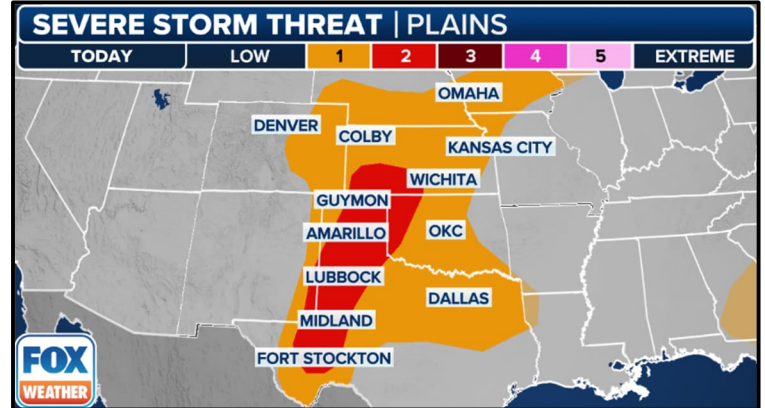 SEVERE STORM THREAT | PLAINS
TODAY LOW 1 2 3 4 5 EXTREME
OMAHA
DENVER
COLBY
KANSAS CITY
WICHITA
GUYMON
AMARILLO
OKC
LUBBOCK
DALLAS
MIDLAND
FORT STOCKTON
FOX
WEATHER